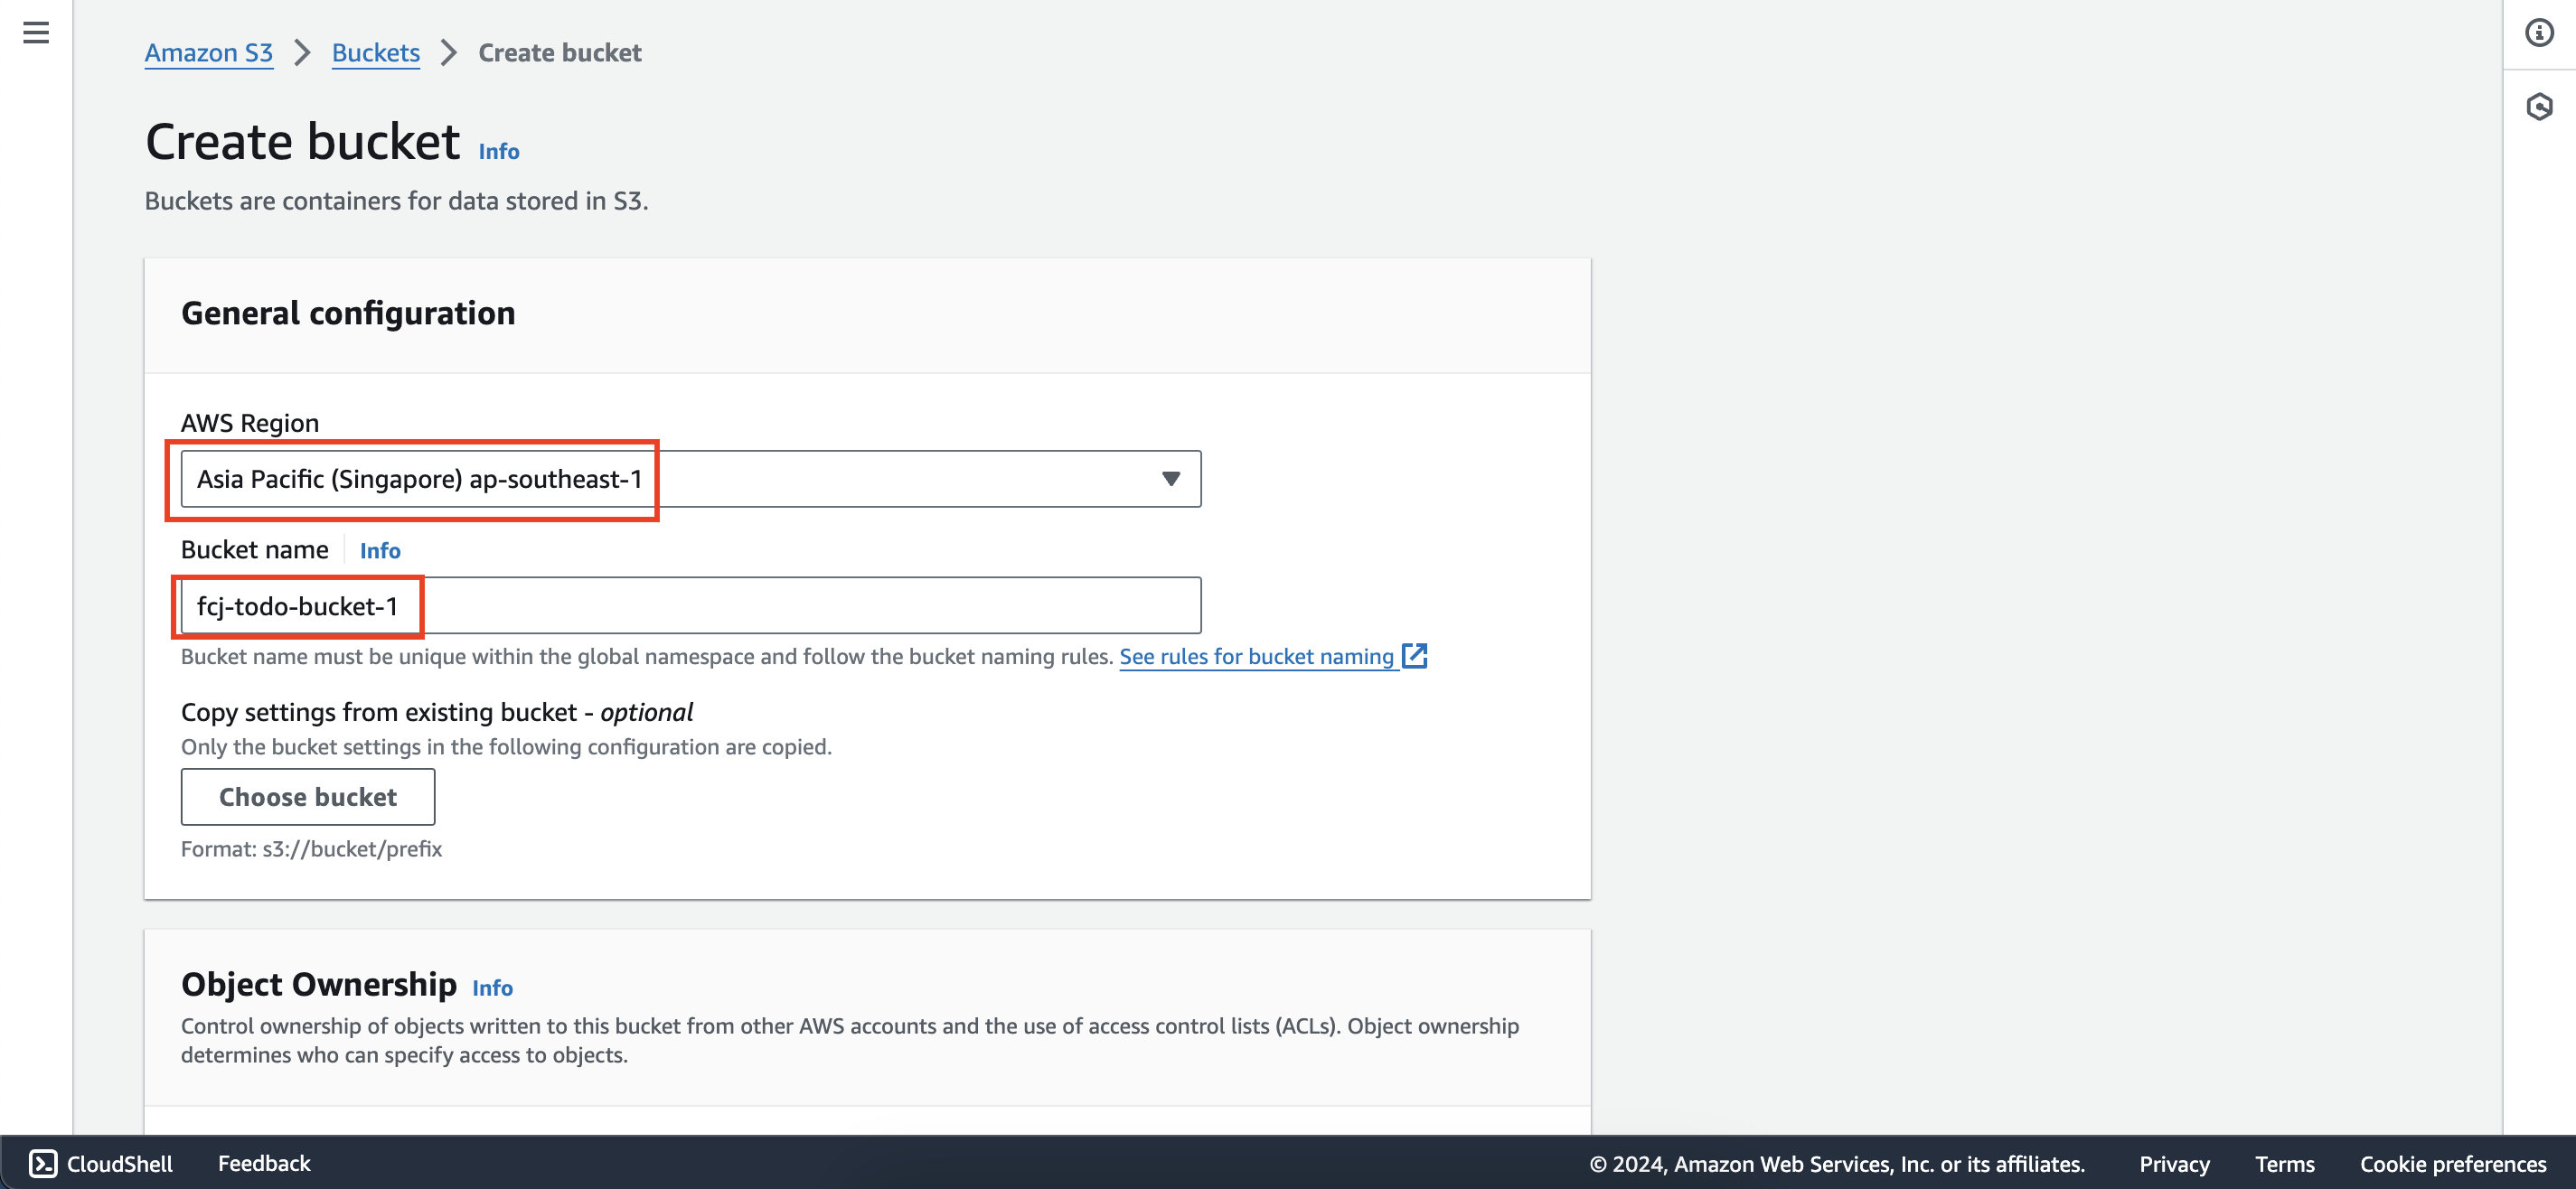 Amazon S3 > Buckets > Create bucket
Create bucket Info
Buckets are containers for data stored in S3.
General configuration
AWS Region
Asia Pacific (Singapore) ap-southeast-1
Bucket name Info
fcj-todo-bucket-1
Bucket name must be unique within the global namespace and follow the bucket naming rules. See rules for bucket naming
Copy settings from existing bucket - optional
Only the bucket settings in the following configuration are copied.
Choose bucket
Format: s3://bucket/prefix
Object Ownership Info
Control ownership of objects written to this bucket from other AWS accounts and the use of access control lists (ACLs). Object ownership
determines who can specify access to objects.
CloudShell Feedback © 2024, Amazon Web Services, Inc. or its affiliates. Privacy Terms Cookie preferences